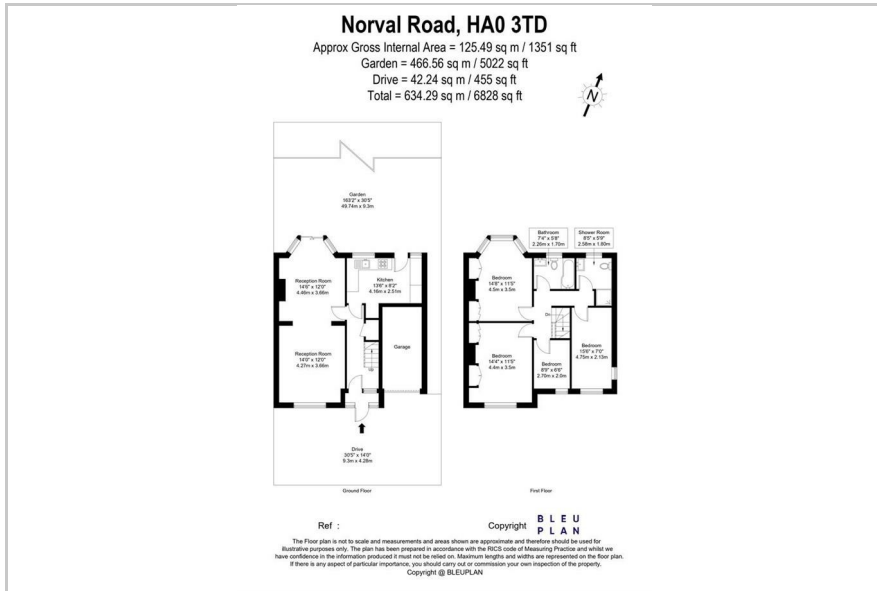 Norval Road, HA0 3TD
Approx Gross Internal Area = 125.49 sq m / 1351 sq ft
Garden = 466.56 sq m / 5022 sq ft
Drive = 42.24 sq m / 455 sq ft
Total = 634.29 sq m / 6828 sq ft
N
Garden
163'2" x 30'5"
49.74m x 9.3m
Reception Room
14'6" x 12'0"
4.46m x 3.66m
Kitchen
13'6" x 8'2"
4.16m x 2.51m
Reception Room
14'0" x 12'0"
4.27m x 3.66m
Garage
Up
Drive
30'5" x 14'0"
9.3m x 4.28m
Ground Floor
Bathroom
7'4" x 5'8"
2.26m x 1.70m
Shower Room
8'5" x 5'9"
2.58m x 1.80m
Bedroom
14'8" x 11'5"
4.5m x 3.5m
Dn
Bedroom
14'4" x 11'5"
4.4m x 3.5m
Bedroom
8'9" x 6'6"
2.70m x 2.0m
Bedroom
15'6" x 7'0"
4.75m x 2.13m
First Floor
Ref :
Copyright
BLEU
PLAN
The Floor plan is not to scale and measurements and areas shown are approximate and therefore should be used for
illustrative purposes only. The plan has been prepared in accordance with the RICS code of Measuring Practice and whilst we
have confidence in the information produced it must not be relied on. Maximum lengths and widths are represented on the floor plan.
If there is any aspect of particular importance, you should carry out or commission your own inspection of the property.
Copyright @ BLEUPLAN